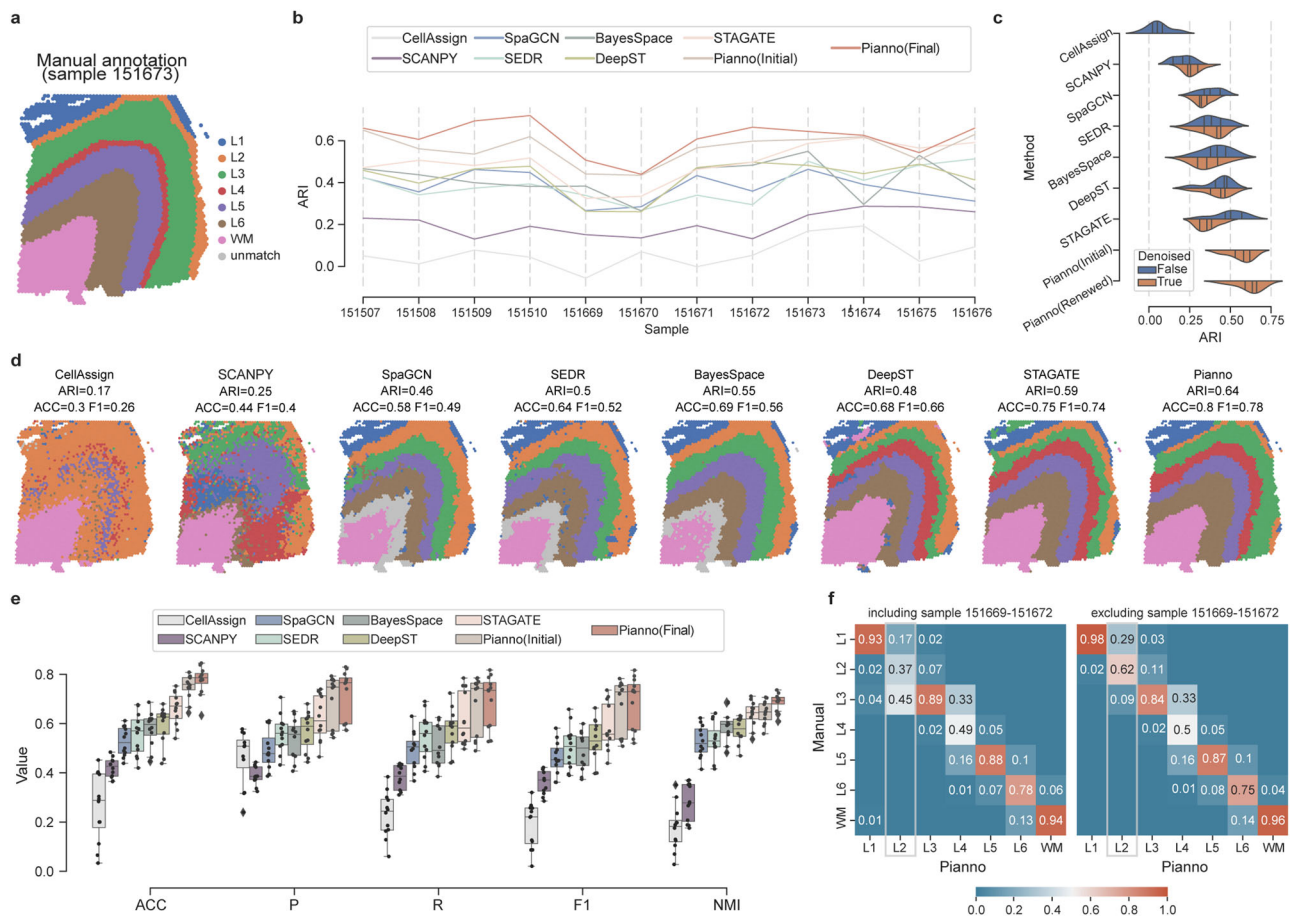 a
Manual annotation
(sample 151673)
L1
L2
L3
L4
L5
L6
WM
unmatch
b
CellAssign
SpaGCN
BayesSpace
STAGATE
Pianno(Final)
SCANPY
SEDR
DeepST
Pianno(Initial)
ARI
0.6
0.4
0.2
0.0
151507
151508
151509
151510
151669
151670
151671
151672
151673
151674
151675
151676
Sample
c
Method
CellAssign
SCANPY
SpaGCN
SEDR
BayesSpace
DeepST
STAGATE
Pianno(Initial)
Pianno(Renewed)
Denoised
False
True
0.00 0.25 0.50 0.75
ARI
d
CellAssign
ARI=0.17
ACC=0.3 F1=0.26
SCANPY
ARI=0.25
ACC=0.44 F1=0.4
SpaGCN
ARI=0.46
ACC=0.58 F1=0.49
SEDR
ARI=0.5
ACC=0.64 F1=0.52
BayesSpace
ARI=0.55
ACC=0.69 F1=0.56
DeepST
ARI=0.48
ACC=0.68 F1=0.66
STAGATE
ARI=0.59
ACC=0.75 F1=0.74
Pianno
ARI=0.64
ACC=0.8 F1=0.78
e
CellAssign
SpaGCN
BayesSpace
STAGATE
Pianno(Final)
SCANPY
SEDR
DeepST
Pianno(Initial)
Value
0.8
0.6
0.4
0.2
0.0
ACC P R F1 NMI
f
including sample 151669-151672
Manual
L1 0.93 0.17 0.02
L2 0.02 0.37 0.07
L3 0.04 0.45 0.89 0.33
L4 0.02 0.49 0.05
L5 0.16 0.88 0.1
L6 0.01 0.07 0.78 0.06
WM 0.01 0.13 0.94
L1 L2 L3 L4 L5 L6 WM
Pianno
excluding sample 151669-151672
0.98 0.29 0.03
0.02 0.62 0.11
0.09 0.84 0.33
0.02 0.5 0.05
0.16 0.87 0.1
0.01 0.08 0.75 0.04
0.14 0.96
L1 L2 L3 L4 L5 L6 WM
Pianno
0.0 0.2 0.4 0.6 0.8 1.0